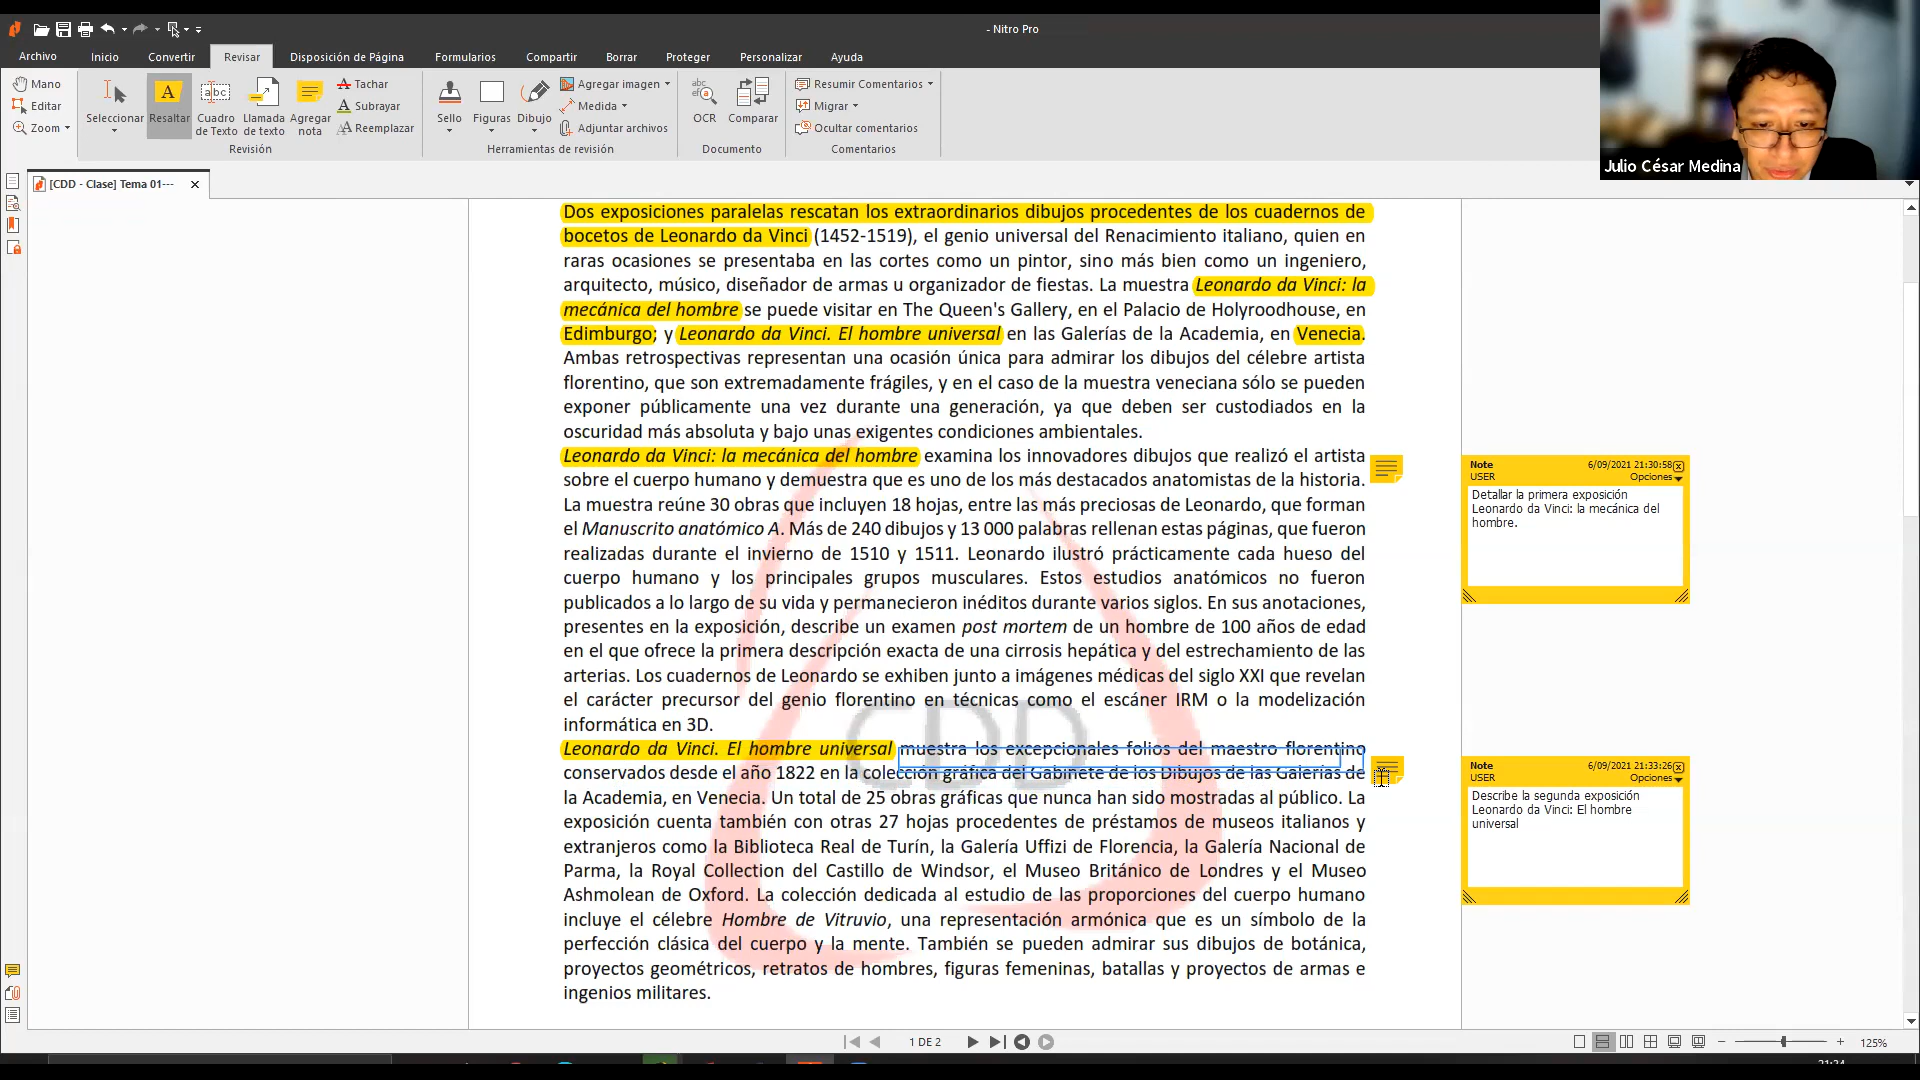 - Nitro Pro
Archivo Inicio Convertir Revisar Disposición de Página Formularios Compartir Borrar Proteger Personalizar Ayuda
Mano
Editar
Zoom
Seleccionar
Resaltar
Cuadro de Texto
Llamada de texto
Agregar nota
Tachar
Subrayar
Reemplazar
Revisión
Sello
Figuras
Dibujo
Agregar imagen
Medida
Adjuntar archivos
Herramientas de revisión
OCR
Comparar
Documento
Resumir Comentarios
Migrar
Ocultar comentarios
Comentarios
Julio César Medina
[CDD - Clase] Tema 01---
Dos exposiciones paralelas rescatan los extraordinarios dibujos procedentes de los cuadernos de
bocetos de Leonardo da Vinci (1452-1519), el genio universal del Renacimiento italiano, quien en
raras ocasiones se presentaba en las cortes como un pintor, sino más bien como un ingeniero,
arquitecto, músico, diseñador de armas u organizador de fiestas. La muestra Leonardo da Vinci: la
mecánica del hombre se puede visitar en The Queen's Gallery, en el Palacio de Holyroodhouse, en
Edimburgo; y Leonardo da Vinci. El hombre universal en las Galerías de la Academia, en Venecia.
Ambas retrospectivas representan una ocasión única para admirar los dibujos del célebre artista
florentino, que son extremadamente frágiles, y en el caso de la muestra veneciana sólo se pueden
exponer públicamente una vez durante una generación, ya que deben ser custodiados en la
oscuridad más absoluta y bajo unas exigentes condiciones ambientales.
Leonardo da Vinci: la mecánica del hombre examina los innovadores dibujos que realizó el artista
sobre el cuerpo humano y demuestra que es uno de los más destacados anatomistas de la historia.
La muestra reúne 30 obras que incluyen 18 hojas, entre las más preciosas de Leonardo, que forman
el Manuscrito anatómico A. Más de 240 dibujos y 13 000 palabras rellenan estas páginas, que fueron
realizadas durante el invierno de 1510 y 1511. Leonardo ilustró prácticamente cada hueso del
cuerpo humano y los principales grupos musculares. Estos estudios anatómicos no fueron
publicados a lo largo de su vida y permanecieron inéditos durante varios siglos. En sus anotaciones,
presentes en la exposición, describe un examen post mortem de un hombre de 100 años de edad
en el que ofrece la primera descripción exacta de una cirrosis hepática y del estrechamiento de las
arterias. Los cuadernos de Leonardo se exhiben junto a imágenes médicas del siglo XXI que revelan
el carácter precursor del genio florentino en técnicas como el escáner IRM o la modelización
informática en 3D.
Leonardo da Vinci. El hombre universal muestra los excepcionales folios del maestro florentino
conservados desde el año 1822 en la colección gráfica del Gabinete de los Dibujos de las Galerías de
la Academia, en Venecia. Un total de 25 obras gráficas que nunca han sido mostradas al público. La
exposición cuenta también con otras 27 hojas procedentes de préstamos de museos italianos y
extranjeros como la Biblioteca Real de Turín, la Galería Uffizi de Florencia, la Galería Nacional de
Parma, la Royal Collection del Castillo de Windsor, el Museo Británico de Londres y el Museo
Ashmolean de Oxford. La colección dedicada al estudio de las proporciones del cuerpo humano
incluye el célebre Hombre de Vitruvio, una representación armónica que es un símbolo de la
perfección clásica del cuerpo y la mente. También se pueden admirar sus dibujos de botánica,
proyectos geométricos, retratos de hombres, figuras femeninas, batallas y proyectos de armas e
ingenios militares.
CDD
Note 6/09/2021 21:30:58
USER Opciones
Detallar la primera exposición
Leonardo da Vinci: la mecánica del
hombre.
Note 6/09/2021 21:33:26
USER Opciones
Describe la segunda exposición
Leonardo da Vinci: El hombre
universal
1 DE 2
125%